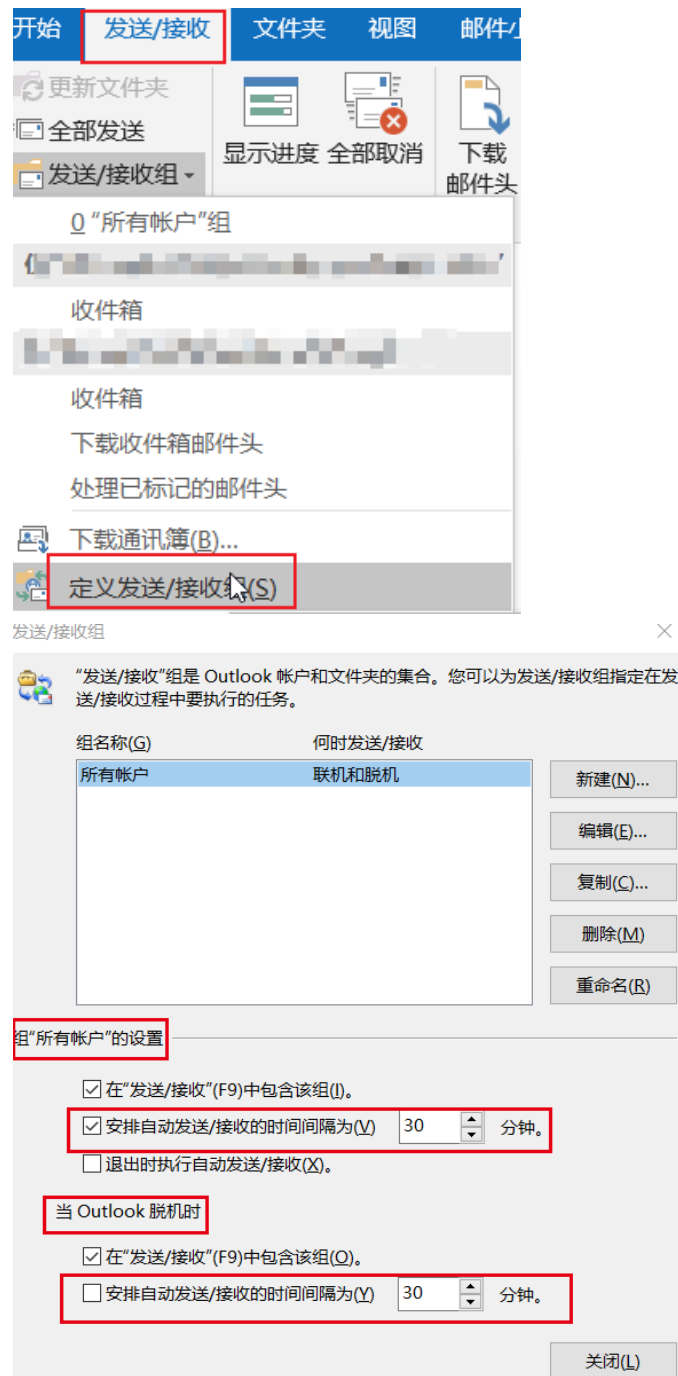 开始 发送/接收 文件夹 视图 邮件小
更新文件夹
全部发送
发送/接收组
显示进度 全部取消 下载
邮件头
0 “所有帐户”组
收件箱
收件箱
下载收件箱邮件头
处理已标记的邮件头
下载通讯簿(B)...
定义发送/接收组(S)
发送/接收组
“发送/接收”组是 Outlook 帐户和文件夹的集合。您可以为发送/接收组指定在发
送/接收过程中要执行的任务。
组名称(G) 何时发送/接收
所有帐户 联机和脱机
新建(N)...
编辑(E)...
复制(C)...
删除(M)
重命名(R)
组“所有帐户”的设置
在“发送/接收”(F9)中包含该组(I)。
安排自动发送/接收的时间间隔为(V) 30 分钟。
退出时执行自动发送/接收(X)。
当 Outlook 脱机时
在“发送/接收”(F9)中包含该组(O)。
安排自动发送/接收的时间间隔为(Y) 30 分钟。
关闭(L)